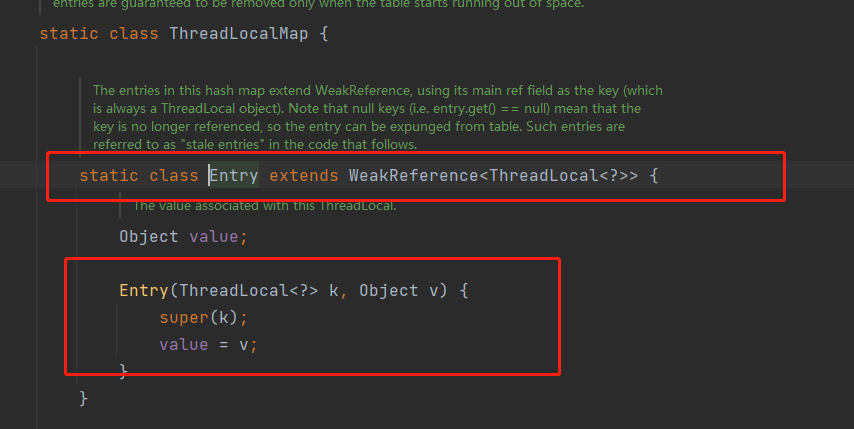 entries are guaranteed to be removed only when the table starts running out of space.
static class ThreadLocalMap {
The entries in this hash map extend WeakReference, using its main ref field as the key (which
is always a ThreadLocal object). Note that null keys (i.e. entry.get() == null) mean that the
key is no longer referenced, so the entry can be expunged from table. Such entries are
referred to as "stale entries" in the code that follows.
static class Entry extends WeakReference<ThreadLocal<?>> {
The value associated with this ThreadLocal.
Object value;
Entry(ThreadLocal<?> k, Object v) {
super(k);
value = v;
}
}